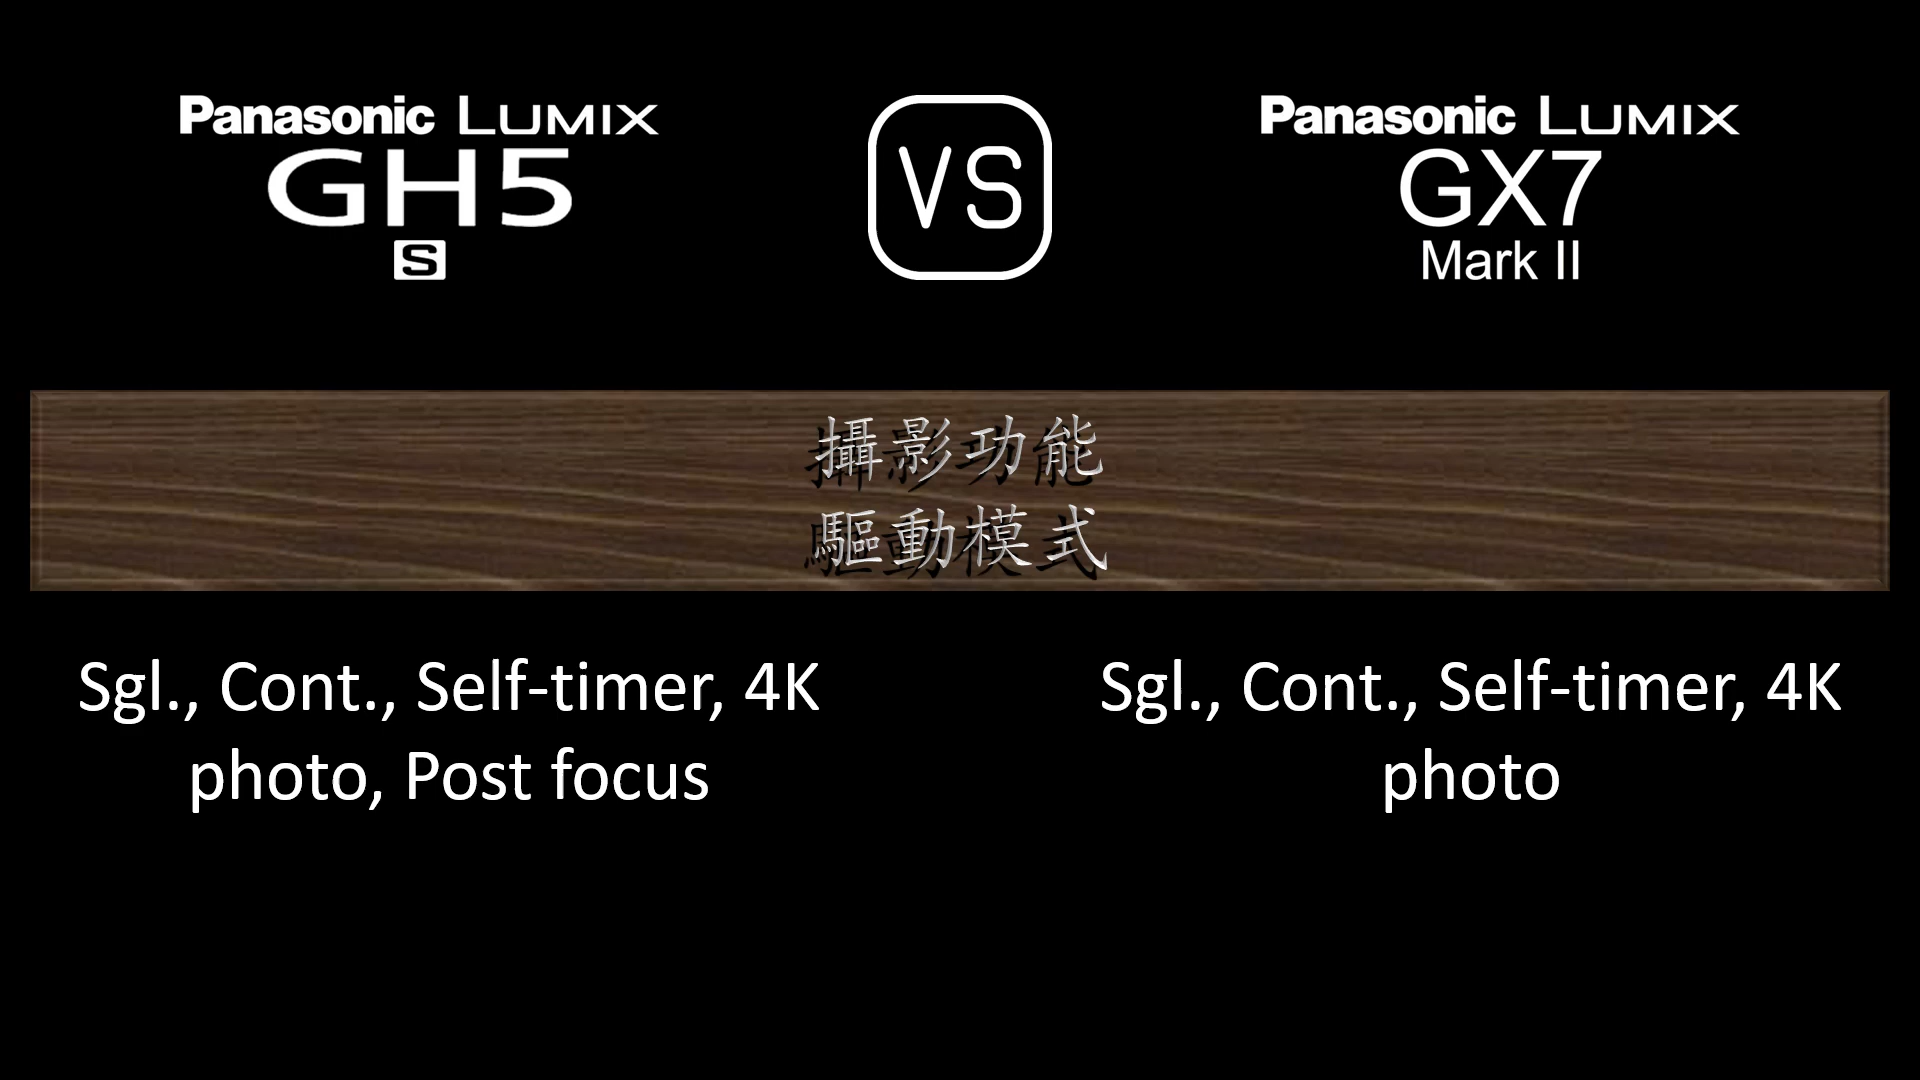 Panasonic LUMIX
GH5
S
VS
Panasonic LUMIX
GX7
Mark II
攝影功能
驅動模式
Sgl., Cont., Self-timer, 4K
photo, Post focus
Sgl., Cont., Self-timer, 4K
photo